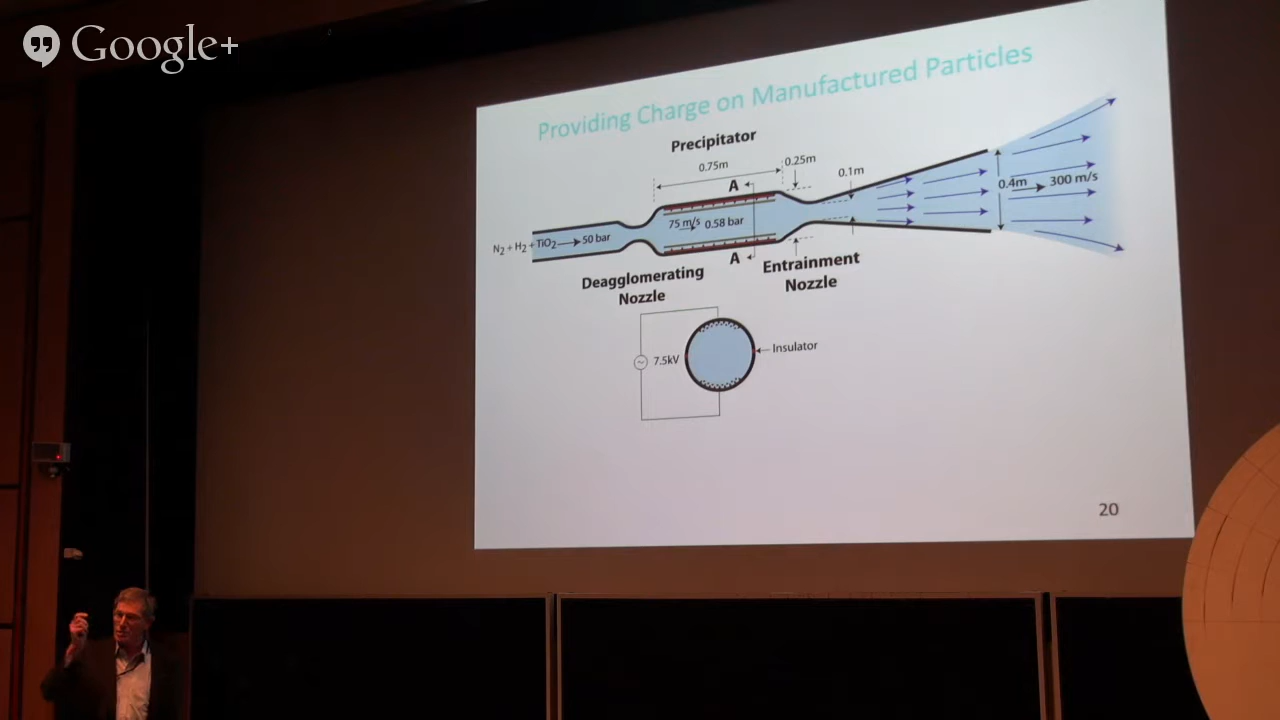 Google+
Providing Charge on Manufactured Particles
Precipitator
0.75m
0.25m
0.1m
A
75 m/s 0.58 bar
0.4m
300 m/s
N₂ + H₂ + TiO₂
50 bar
A
Deagglomerating
Nozzle
Entrainment
Nozzle
7.5kV
Insulator
20